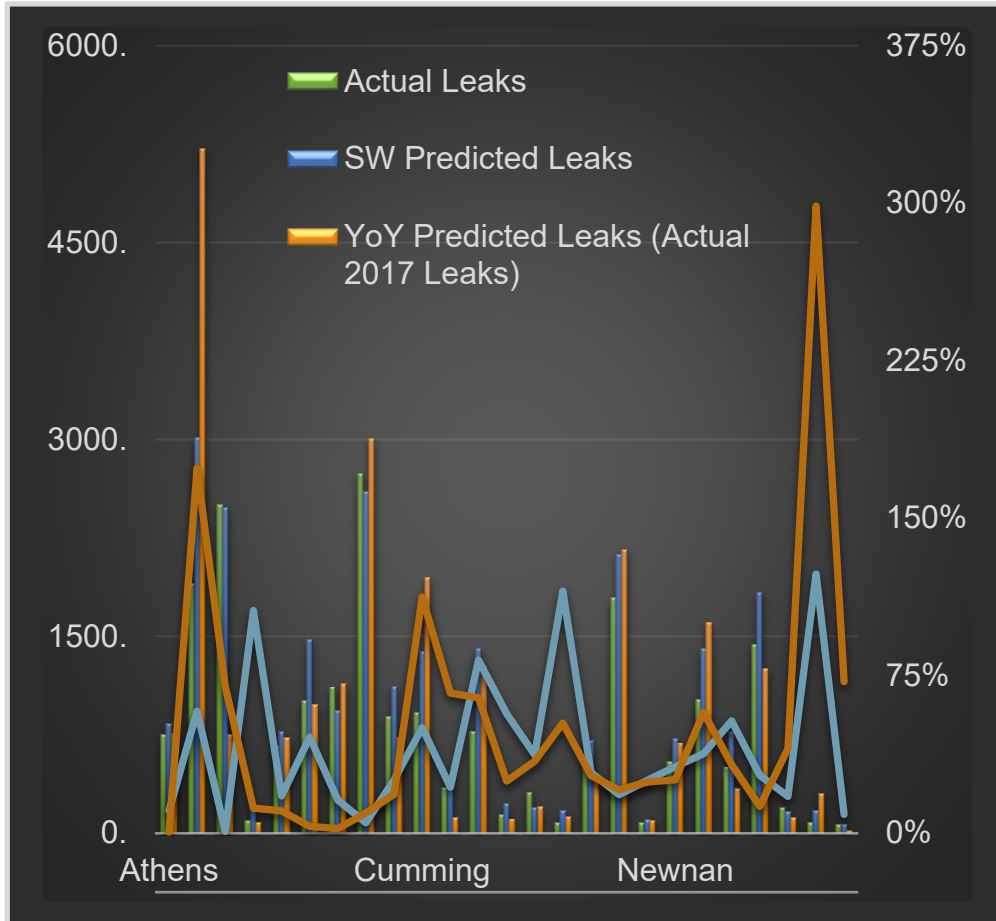 6000.
375%
Actual Leaks
SW Predicted Leaks
300%
4500.
YoY Predicted Leaks (Actual
2017 Leaks)
225%
3000.
150%
1500.
75%
0.
0%
Athens
Cumming
Newnan